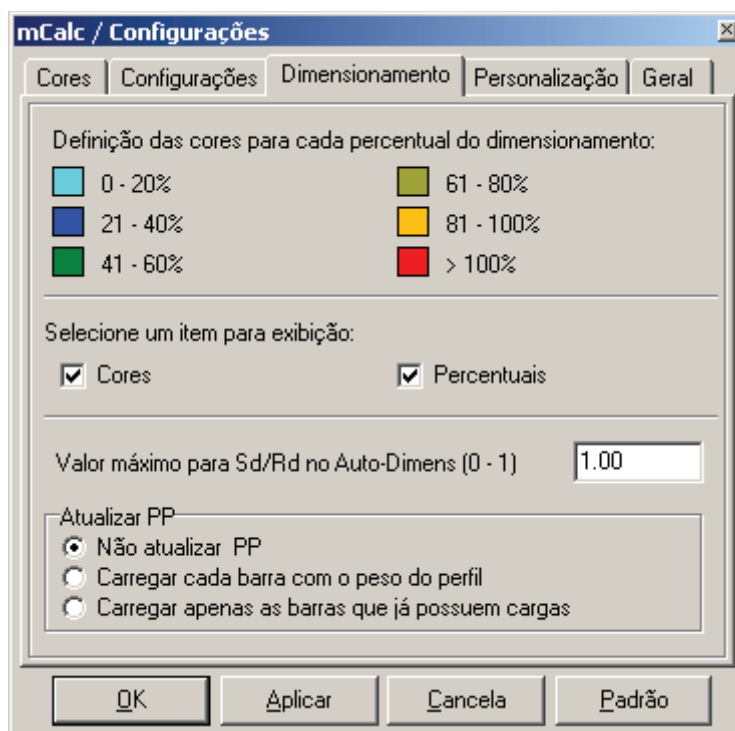 mCalc / Configurações
Cores Configurações Dimensionamento Personalização Geral
Definição das cores para cada percentual do dimensionamento:
0 - 20% 61 - 80%
21 - 40% 81 - 100%
41 - 60% > 100%
Selecione um item para exibição:
Cores Percentuais
Valor máximo para Sd/Rd no Auto-Dimens (0 - 1) 1.00
Atualizar PP
Não atualizar PP
Carregar cada barra com o peso do perfil
Carregar apenas as barras que já possuem cargas
OK Aplicar Cancela Padrão